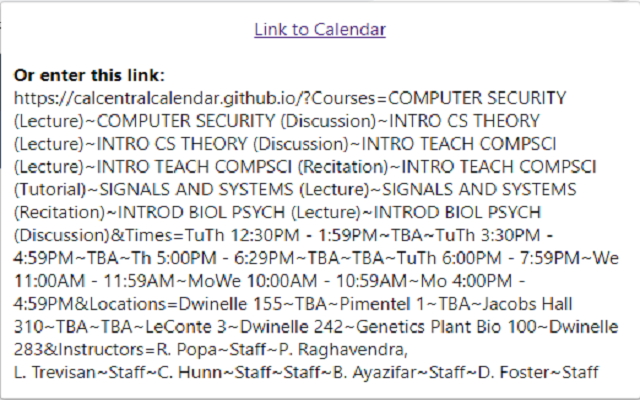 Link to Calendar
Or enter this link:
https://calcentralcalendar.github.io/?Courses=COMPUTER SECURITY
(Lecture)~COMPUTER SECURITY (Discussion)~INTRO CS THEORY
(Lecture)~INTRO CS THEORY (Discussion)~INTRO TEACH COMPSCI
(Lecture)~INTRO TEACH COMPSCI (Recitation)~INTRO TEACH COMPSCI
(Tutorial)~SIGNALS AND SYSTEMS (Lecture)~SIGNALS AND SYSTEMS
(Recitation)~INTROD BIOL PSYCH (Lecture)~INTROD BIOL PSYCH
(Discussion)&Times=TuTh 12:30PM - 1:59PM~TBA~TuTh 3:30PM -
4:59PM~TBA~Th 5:00PM - 6:29PM~TBA~TBA~TuTh 6:00PM - 7:59PM~We
11:00AM - 11:59AM~MoWe 10:00AM - 10:59AM~Mo 4:00PM -
4:59PM&Locations=Dwinelle 155~TBA~Pimentel 1~TBA~Jacobs Hall
310~TBA~TBA~LeConte 3~Dwinelle 242~Genetics Plant Bio 100~Dwinelle
283&Instructors=R. Popa~Staff~P. Raghavendra,
L. Trevisan~Staff~C. Hunn~Staff~Staff~B. Ayazifar~Staff~D. Foster~Staff